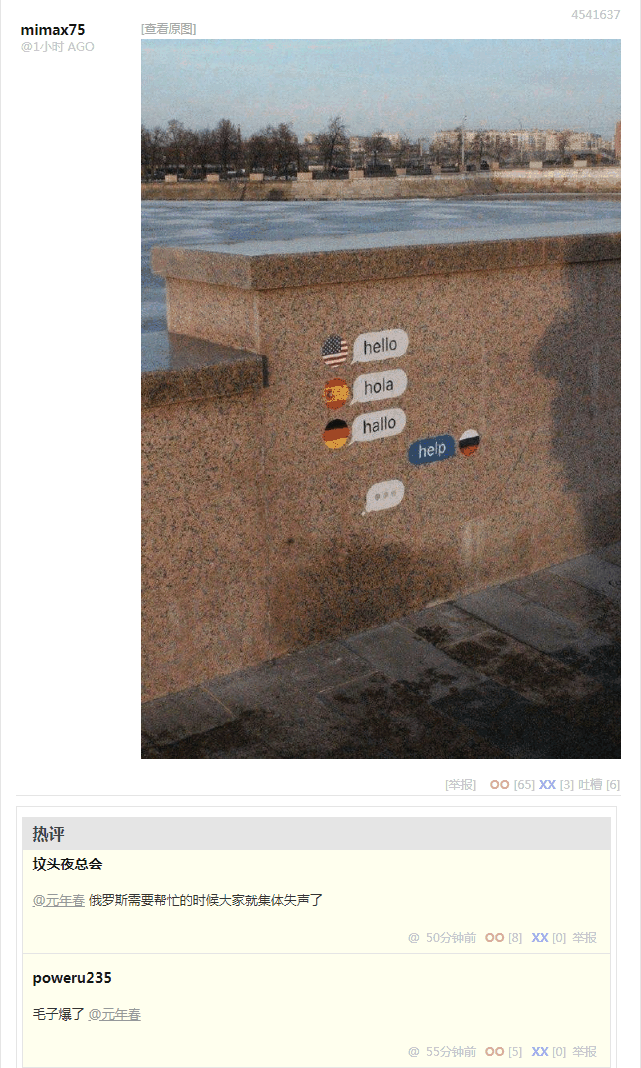 4541637
mimax75
[查看原图]
@1小时 AGO
hello
hola
hallo
help
[举报] OO [65] XX [3] 吐槽 [6]
热评
坟头夜总会
@元年春 俄罗斯需要帮忙的时候大家就集体失声了
@ 50分钟前 OO [8] XX [0] 举报
poweru235
毛子爆了 @元年春
@ 55分钟前 OO [5] XX [0] 举报